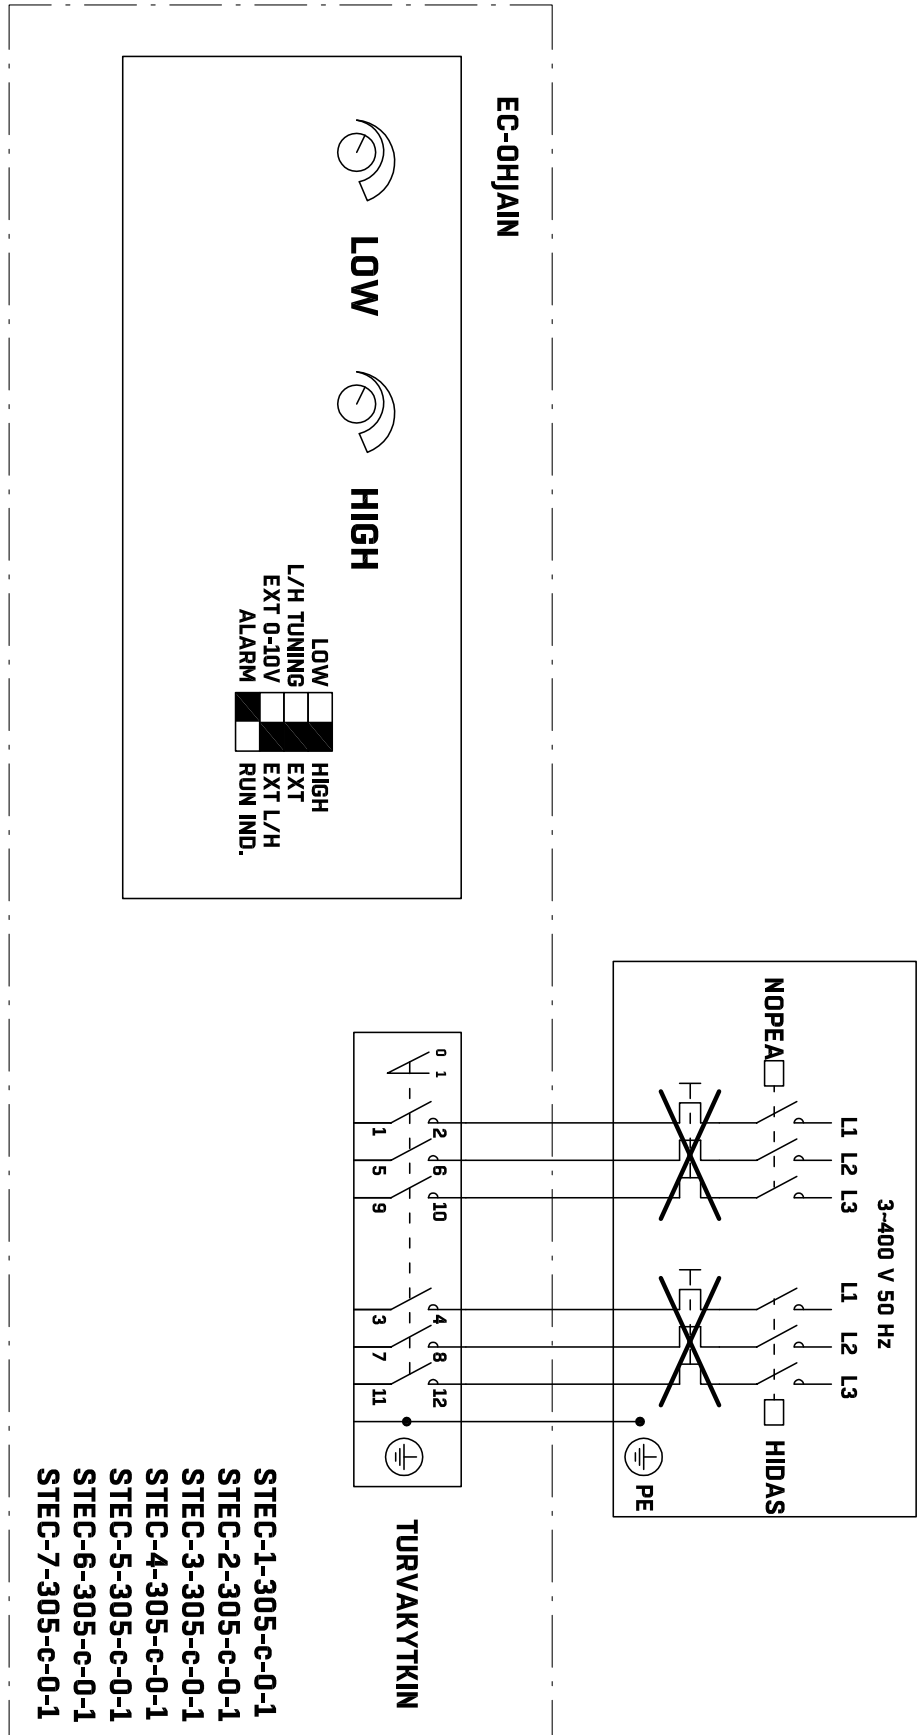 3~400 V 50 Hz
L1 L2 L3 L1 L2 L3
NOPEA
HIDAS
PE
EC-OHJAIN
0 1
2 6 10 4 8 12
1 5 9 3 7 11
TURVAKYTKIN
LOW
HIGH
LOW HIGH
L/H TUNING EXT
EXT 0-10V EXT L/H
ALARM RUN IND.
STEC-1-305-c-0-1
STEC-2-305-c-0-1
STEC-3-305-c-0-1
STEC-4-305-c-0-1
STEC-5-305-c-0-1
STEC-6-305-c-0-1
STEC-7-305-c-0-1